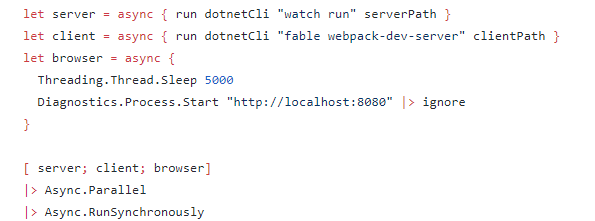 let server = async { run dotnetCli "watch run" serverPath }
let client = async { run dotnetCli "fable webpack-dev-server" clientPath }
let browser = async {
  Threading.Thread.Sleep 5000
  Diagnostics.Process.Start "http://localhost:8080" |> ignore
}

[ server; client; browser]
|> Async.Parallel
|> Async.RunSynchronously